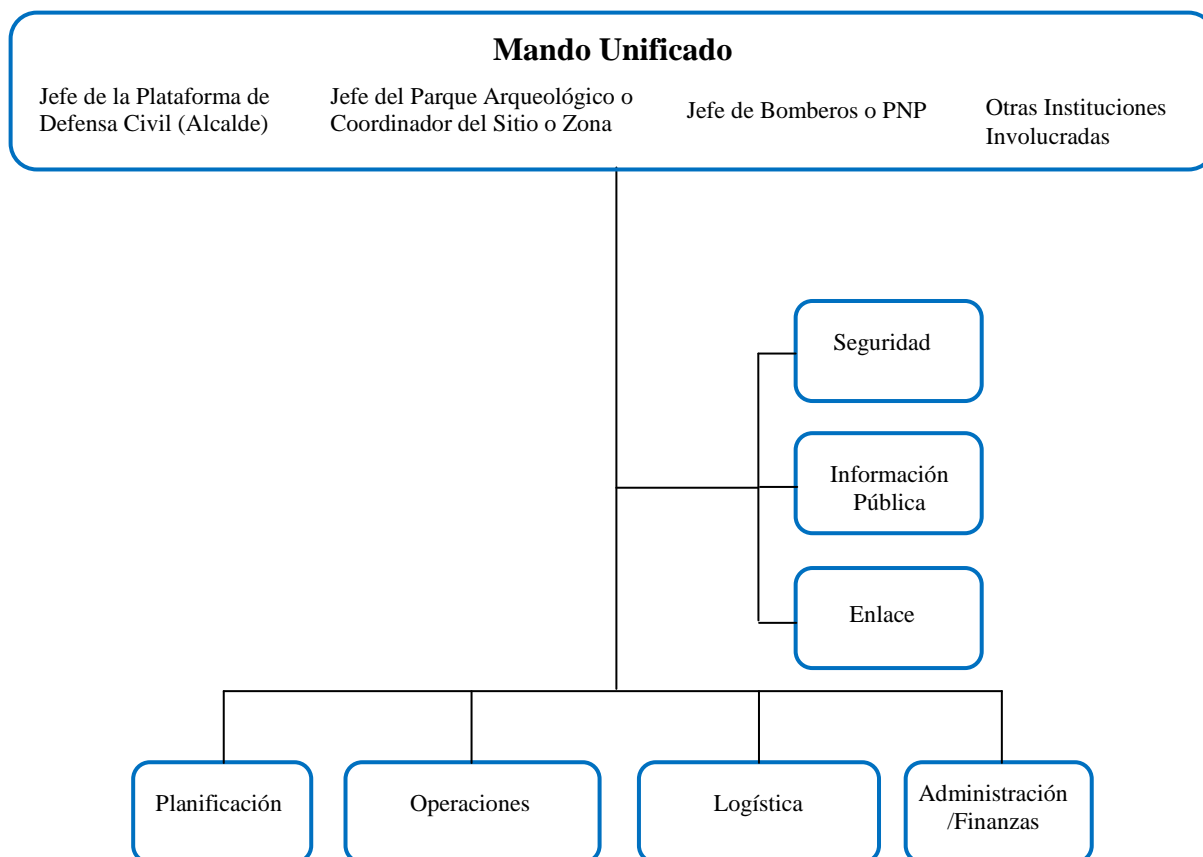 Mando Unificado
Jefe de la Plataforma de
Defensa Civil (Alcalde)
Jefe del Parque Arqueológico o
Coordinador del Sitio o Zona
Jefe de Bomberos o PNP
Otras Instituciones
Involucradas
Seguridad
Información
Pública
Enlace
Planificación
Operaciones
Logística
Administración
/Finanzas